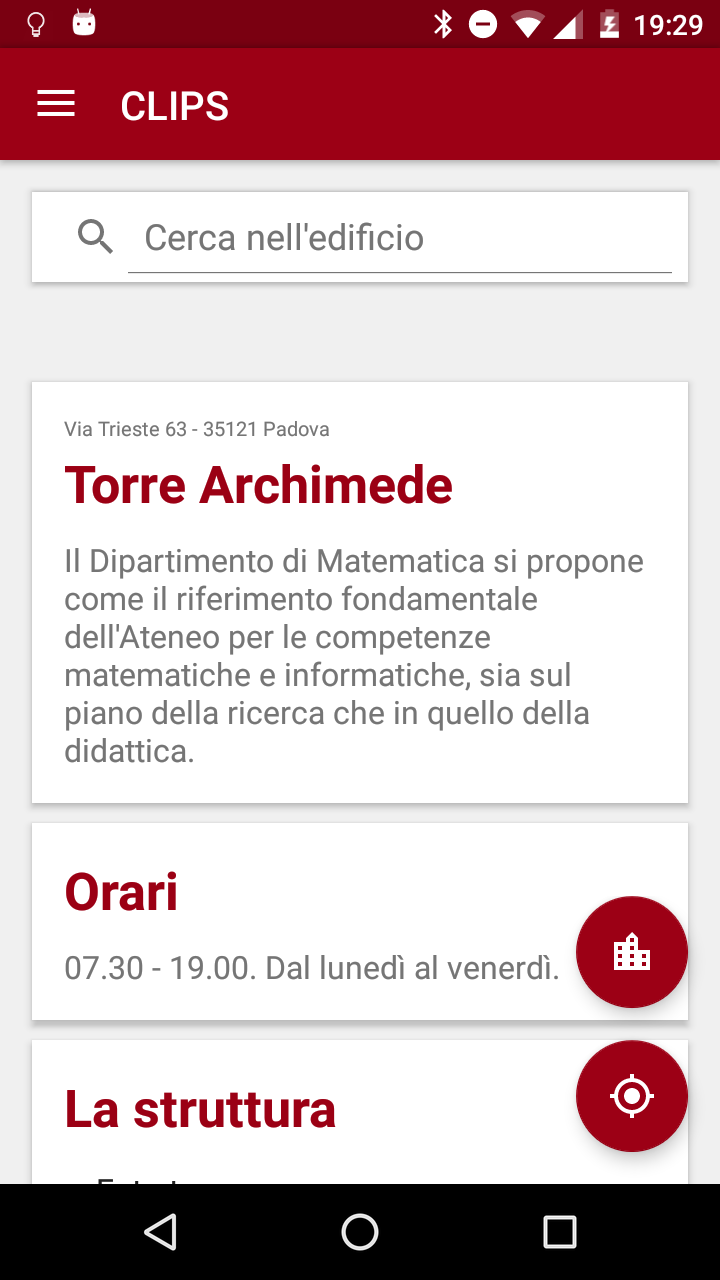 19:29
CLIPS
Cerca nell'edificio
Via Trieste 63 - 35121 Padova
Torre Archimede
Il Dipartimento di Matematica si propone
come il riferimento fondamentale
dell'Ateneo per le competenze
matematiche e informatiche, sia sul
piano della ricerca che in quello della
didattica.
Orari
07.30 - 19.00. Dal lunedì al venerdì.
La struttura